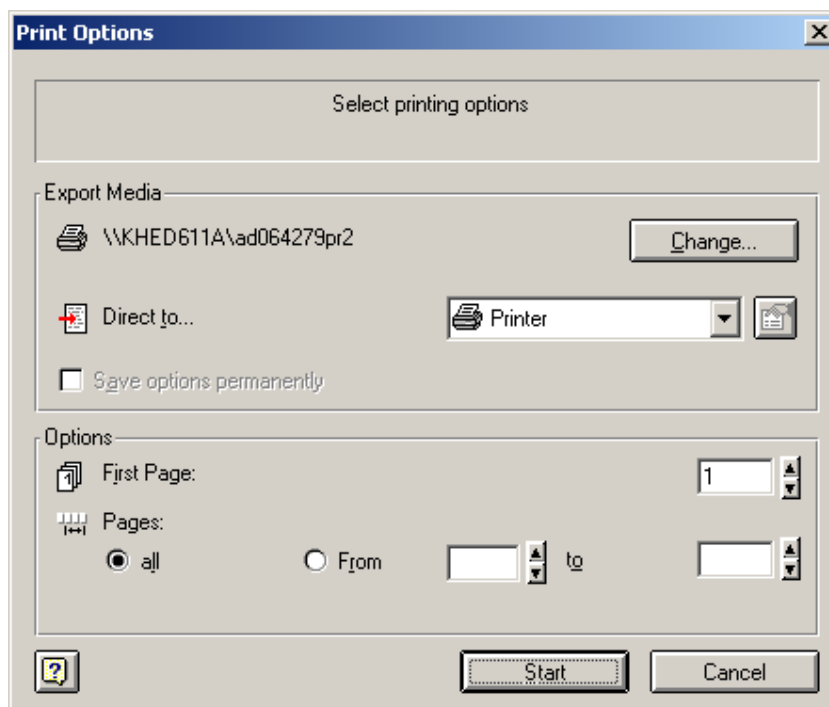 Print Options
Select printing options
Export Media
\\KHED611A\ad064279pr2
Change...
Direct to...
Printer
Save options permanently
Options
First Page:
1
Pages:
all
From
to
Start
Cancel